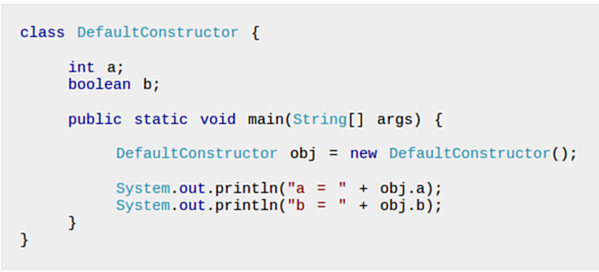 class DefaultConstructor {
int a;
boolean b;
public static void main(String[] args) {
DefaultConstructor obj = new DefaultConstructor();
System.out.println("a = " + obj.a);
System.out.println("b = " + obj.b);
}
}